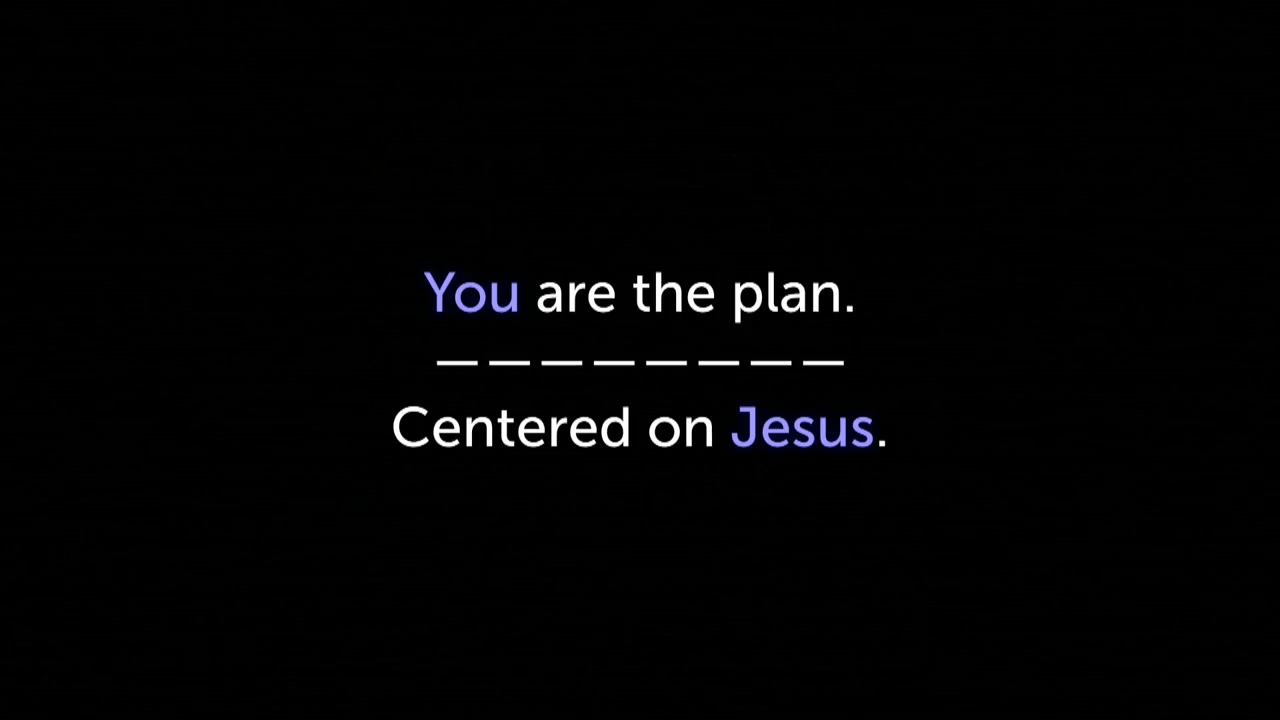 You are the plan.
— — — — — — — —
Centered on Jesus.